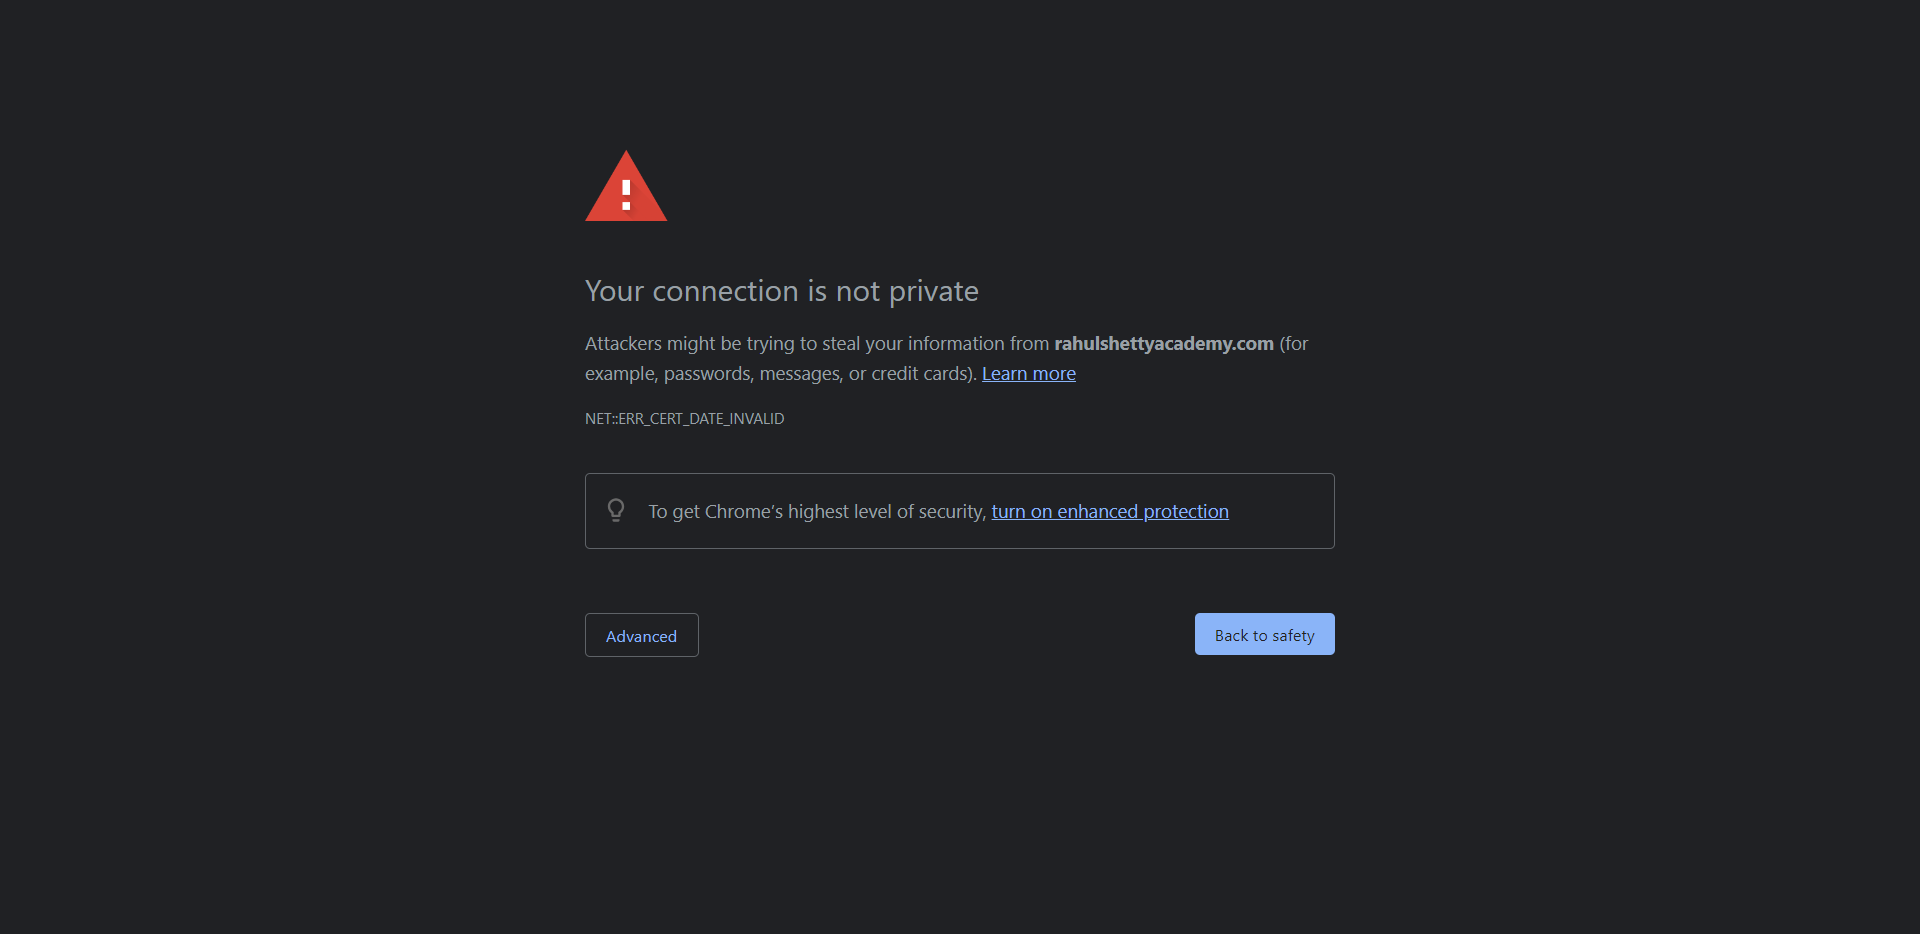 Your connection is not private
Attackers might be trying to steal your information from rahulshettyacademy.com (for
example, passwords, messages, or credit cards). Learn more
NET::ERR_CERT_DATE_INVALID
To get Chrome's highest level of security, turn on enhanced protection
Advanced
Back to safety